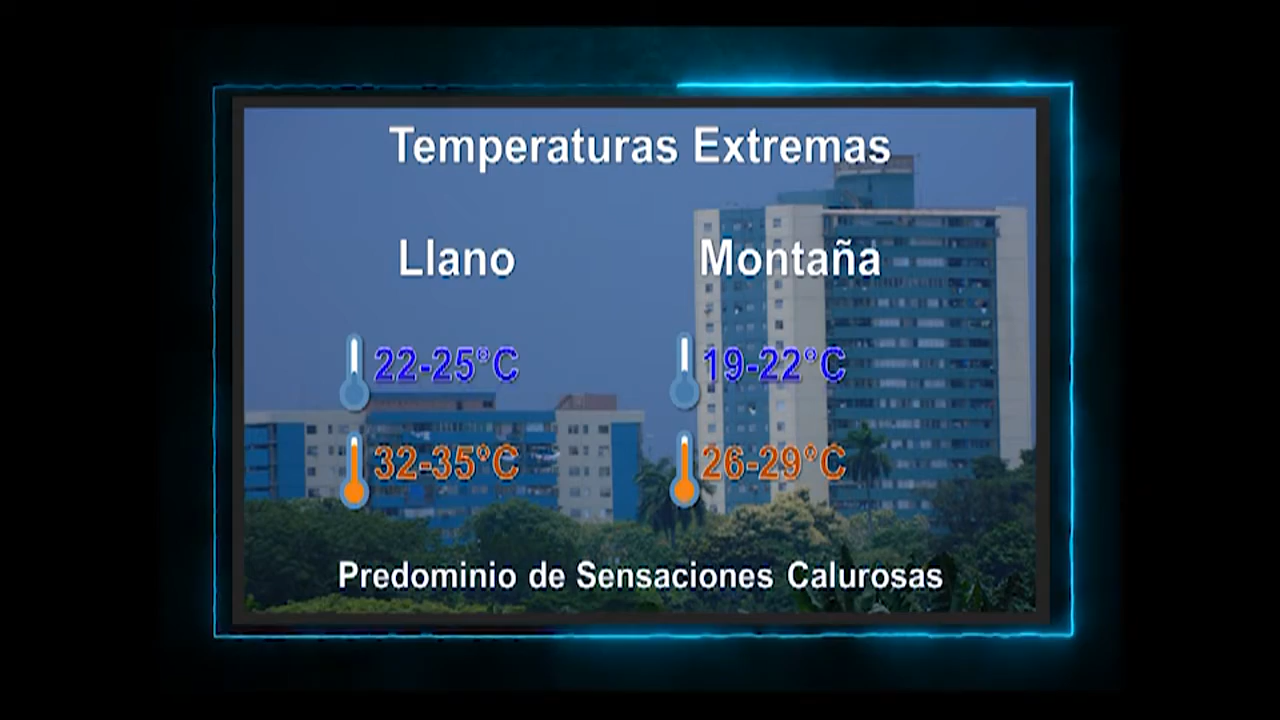 Temperaturas Extremas
Llano Montaña
22-25°C 19-22°C
32-35°C 26-29°C
Predominio de Sensaciones Calurosas